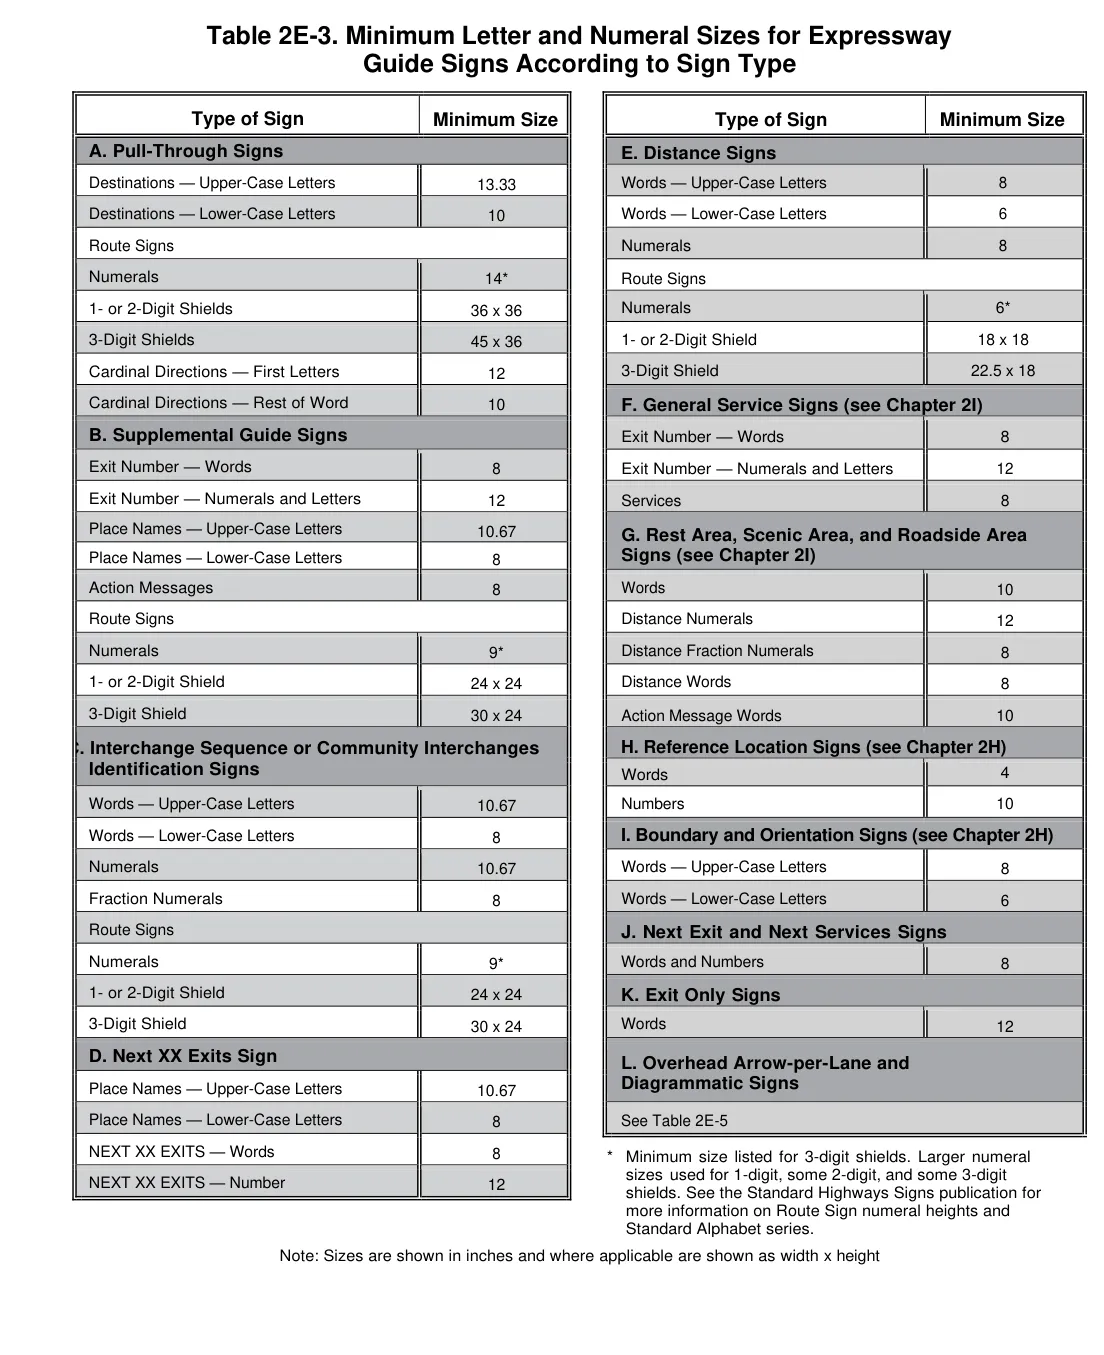 Table 2E-3. Minimum Letter and Numeral Sizes for Expressway
Guide Signs According to Sign Type
Type of Sign Minimum Size
A. Pull-Through Signs
Destinations — Upper-Case Letters 13.33
Destinations — Lower-Case Letters 10
Route Signs
Numerals 14*
1- or 2-Digit Shields 36 x 36
3-Digit Shields 45 x 36
Cardinal Directions — First Letters 12
Cardinal Directions — Rest of Word 10
B. Supplemental Guide Signs
Exit Number — Words 8
Exit Number — Numerals and Letters 12
Place Names — Upper-Case Letters 10.67
Place Names — Lower-Case Letters 8
Action Messages 8
Route Signs
Numerals 9*
1- or 2-Digit Shield 24 x 24
3-Digit Shield 30 x 24
C. Interchange Sequence or Community Interchanges
Identification Signs
Words — Upper-Case Letters 10.67
Words — Lower-Case Letters 8
Numerals 10.67
Fraction Numerals 8
Route Signs
Numerals 9*
1- or 2-Digit Shield 24 x 24
3-Digit Shield 30 x 24
D. Next XX Exits Sign
Place Names — Upper-Case Letters 10.67
Place Names — Lower-Case Letters 8
NEXT XX EXITS — Words 8
NEXT XX EXITS — Number 12
Type of Sign Minimum Size
E. Distance Signs
Words — Upper-Case Letters 8
Words — Lower-Case Letters 6
Numerals 8
Route Signs
Numerals 6*
1- or 2-Digit Shield 18 x 18
3-Digit Shield 22.5 x 18
F. General Service Signs (see Chapter 2I)
Exit Number — Words 8
Exit Number — Numerals and Letters 12
Services 8
G. Rest Area, Scenic Area, and Roadside Area
Signs (see Chapter 2I)
Words 10
Distance Numerals 12
Distance Fraction Numerals 8
Distance Words 8
Action Message Words 10
H. Reference Location Signs (see Chapter 2H)
Words 4
Numbers 10
I. Boundary and Orientation Signs (see Chapter 2H)
Words — Upper-Case Letters 8
Words — Lower-Case Letters 6
J. Next Exit and Next Services Signs
Words and Numbers 8
K. Exit Only Signs
Words 12
L. Overhead Arrow-per-Lane and
Diagrammatic Signs
See Table 2E-5
* Minimum size listed for 3-digit shields. Larger numeral
sizes used for 1-digit, some 2-digit, and some 3-digit
shields. See the Standard Highways Signs publication for
more information on Route Sign numeral heights and
Standard Alphabet series.
Note: Sizes are shown in inches and where applicable are shown as width x height